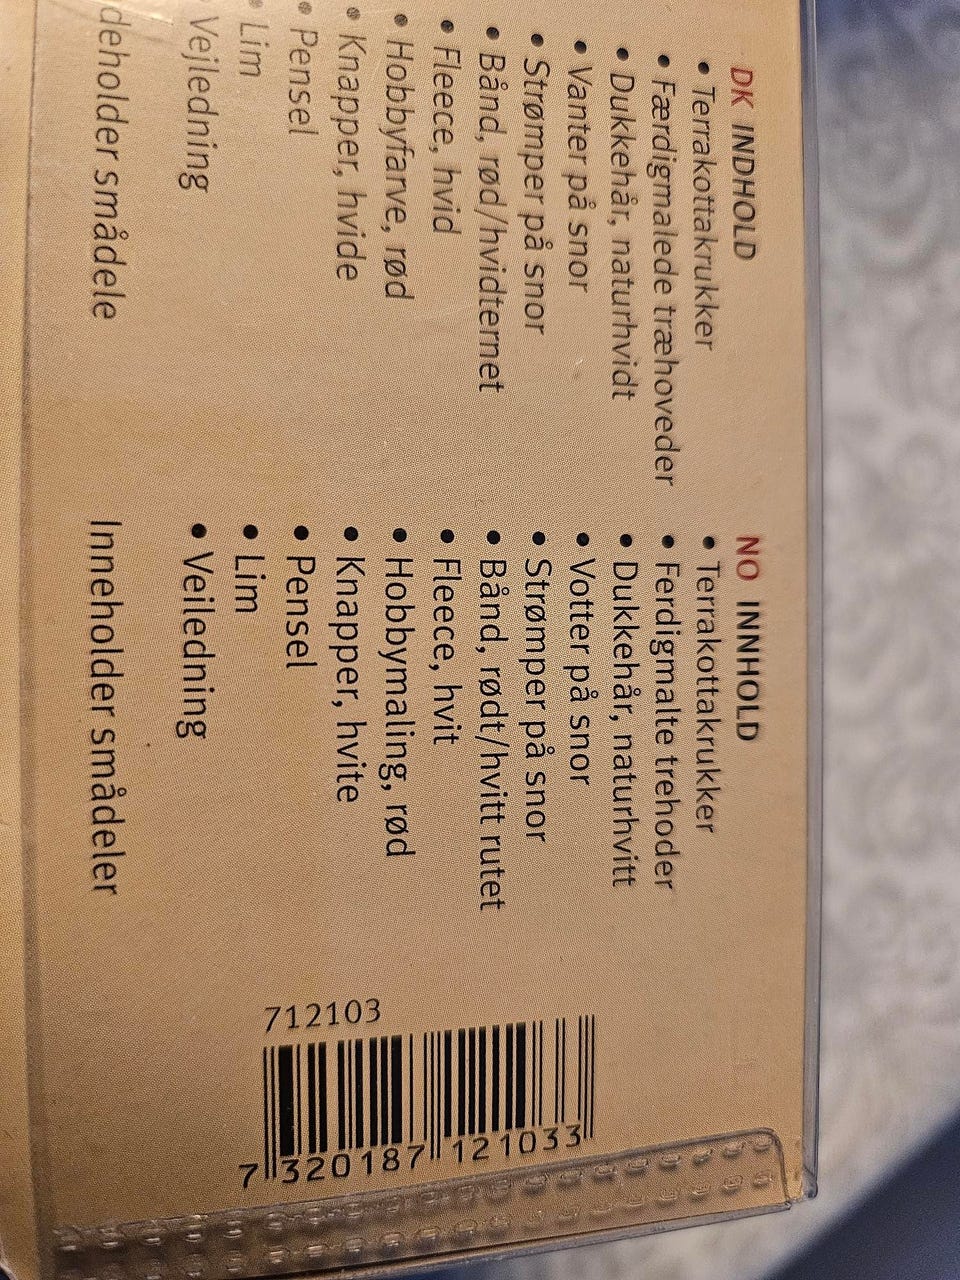 DK INDHOLD
• Terrakottakrukker
• Færdigmalede træhoveder
• Dukkehår, naturhvidt
• Vanter på snor
• Strømper på snor
• Bånd, rød/hvidternet
• Fleece, hvid
• Hobbyfarve, rød
• Knapper, hvide
• Pensel
• Lim
• Vejledning
deholder smådele
NO INNHOLD
• Terrakottakrukker
• Ferdigmalte trehoder
• Dukkehår, naturhvitt
• Votter på snor
• Strømper på snor
• Bånd, rødt/hvitt rutet
• Fleece, hvit
• Hobbymaling, rød
• Knapper, hvite
• Pensel
• Lim
• Veiledning
Inneholder smådeler
712103
7 320187 121033